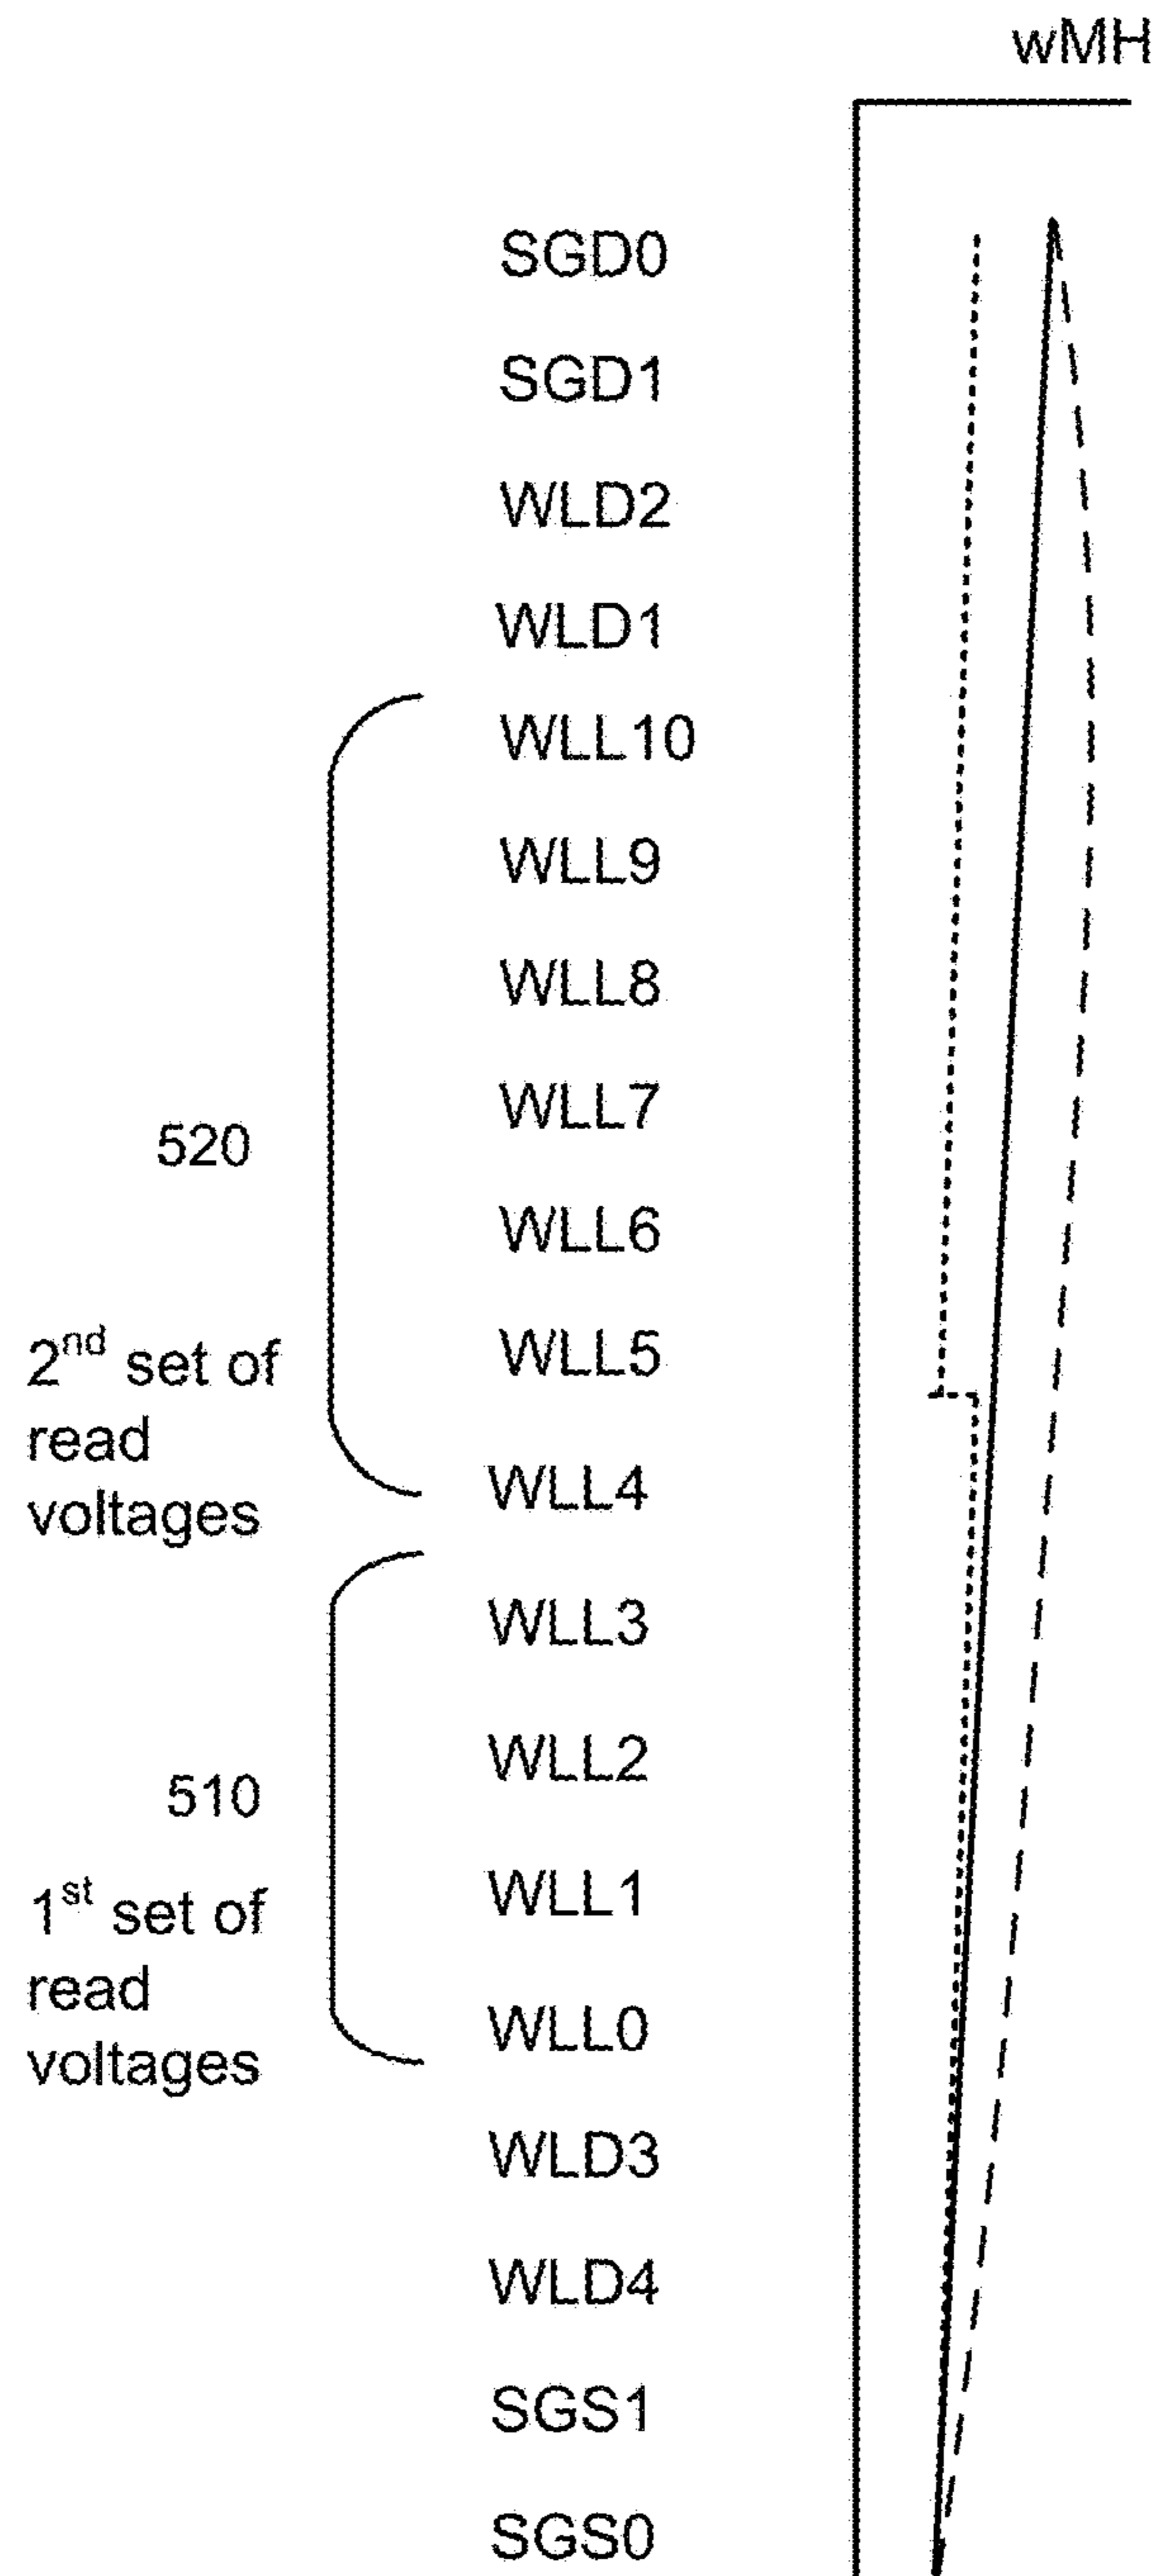 wMH
SGD0
SGD1
WLD2
WLD1
WLL10
WLL9
WLL8
WLL7
520
WLL6
WLL5
2nd set of
read
voltages
WLL4
WLL3
WLL2
510
WLL1
1st set of
read
voltages
WLL0
WLD3
WLD4
SGS1
SGS0